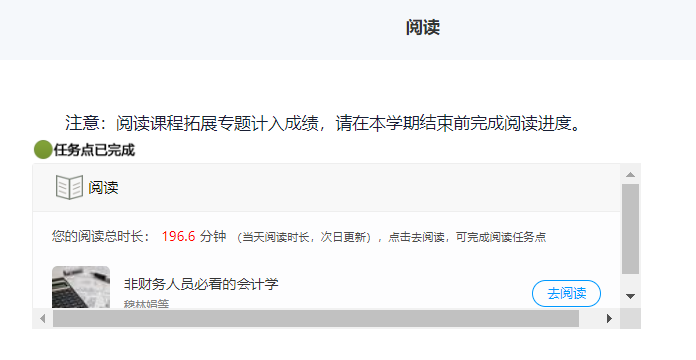 阅读
注意：阅读课程拓展专题计入成绩，请在本学期结束前完成阅读进度。
任务点已完成
阅读
您的阅读总时长： 196.6 分钟 （当天阅读时长，次日更新），点击去阅读，可完成阅读任务点
非财务人员必看的会计学
去阅读
穆林娟等